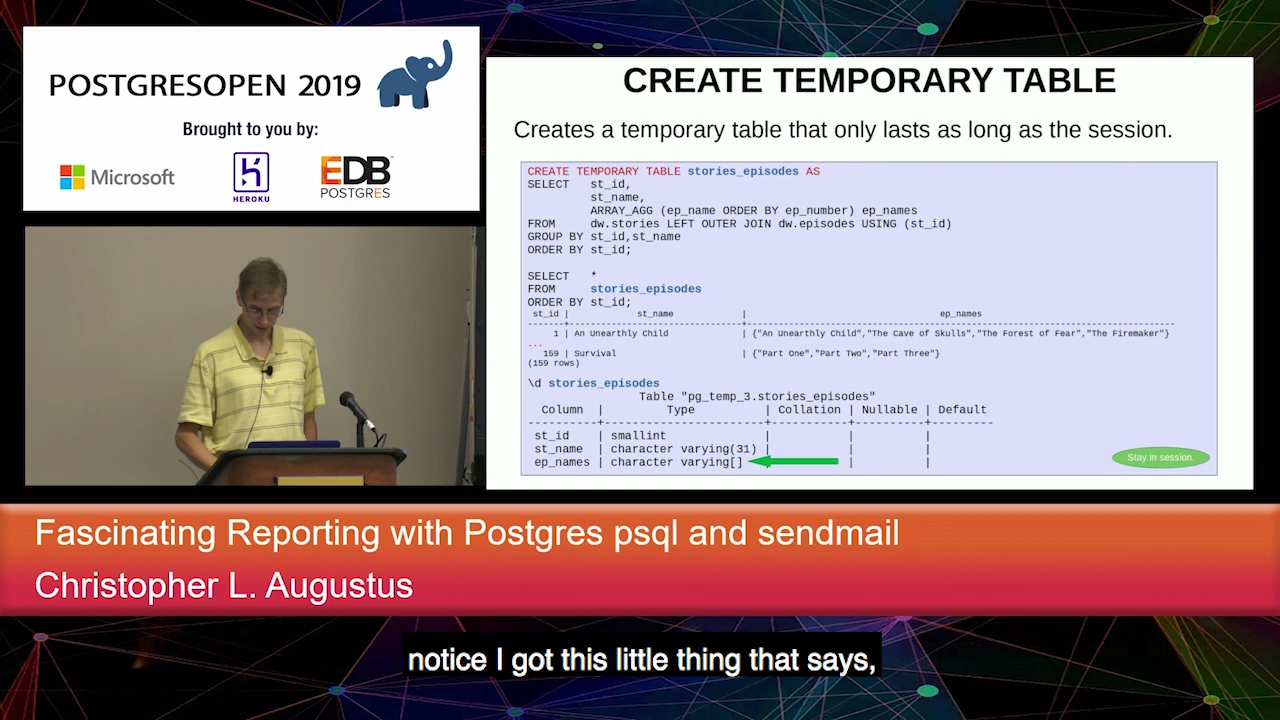 POSTGRESOPEN 2019
Brought to you by:
Microsoft
HEROKU
EDB
POSTGRES
CREATE TEMPORARY TABLE
Creates a temporary table that only lasts as long as the session.
CREATE TEMPORARY TABLE stories_episodes AS
SELECT   st_id,
         st_name,
         ARRAY_AGG (ep_name ORDER BY ep_number) ep_names
FROM     dw.stories LEFT OUTER JOIN dw.episodes USING (st_id)
GROUP BY st_id,st_name
ORDER BY st_id;
SELECT   *
FROM     stories_episodes
ORDER BY st_id;
st_id |             st_name             |                    ep_names
------+---------------------------------+------------------------------------------------
    1 | An Unearthly Child              | {"An Unearthly Child","The Cave of Skulls","The Forest of Fear","The Firemaker"}
...
  159 | Survival                        | {"Part One","Part Two","Part Three"}
(159 rows)
\d stories_episodes
Table "pg_temp_3.stories_episodes"
  Column  |         Type          | Collation | Nullable | Default
----------+-----------------------+-----------+----------+---------
 st_id    | smallint              |           |          |
 st_name  | character varying(31) |           |          |
 ep_names | character varying[]   |           |          |
Stay in session.
Fascinating Reporting with Postgres psql and sendmail
Christopher L. Augustus
notice I got this little thing that says,